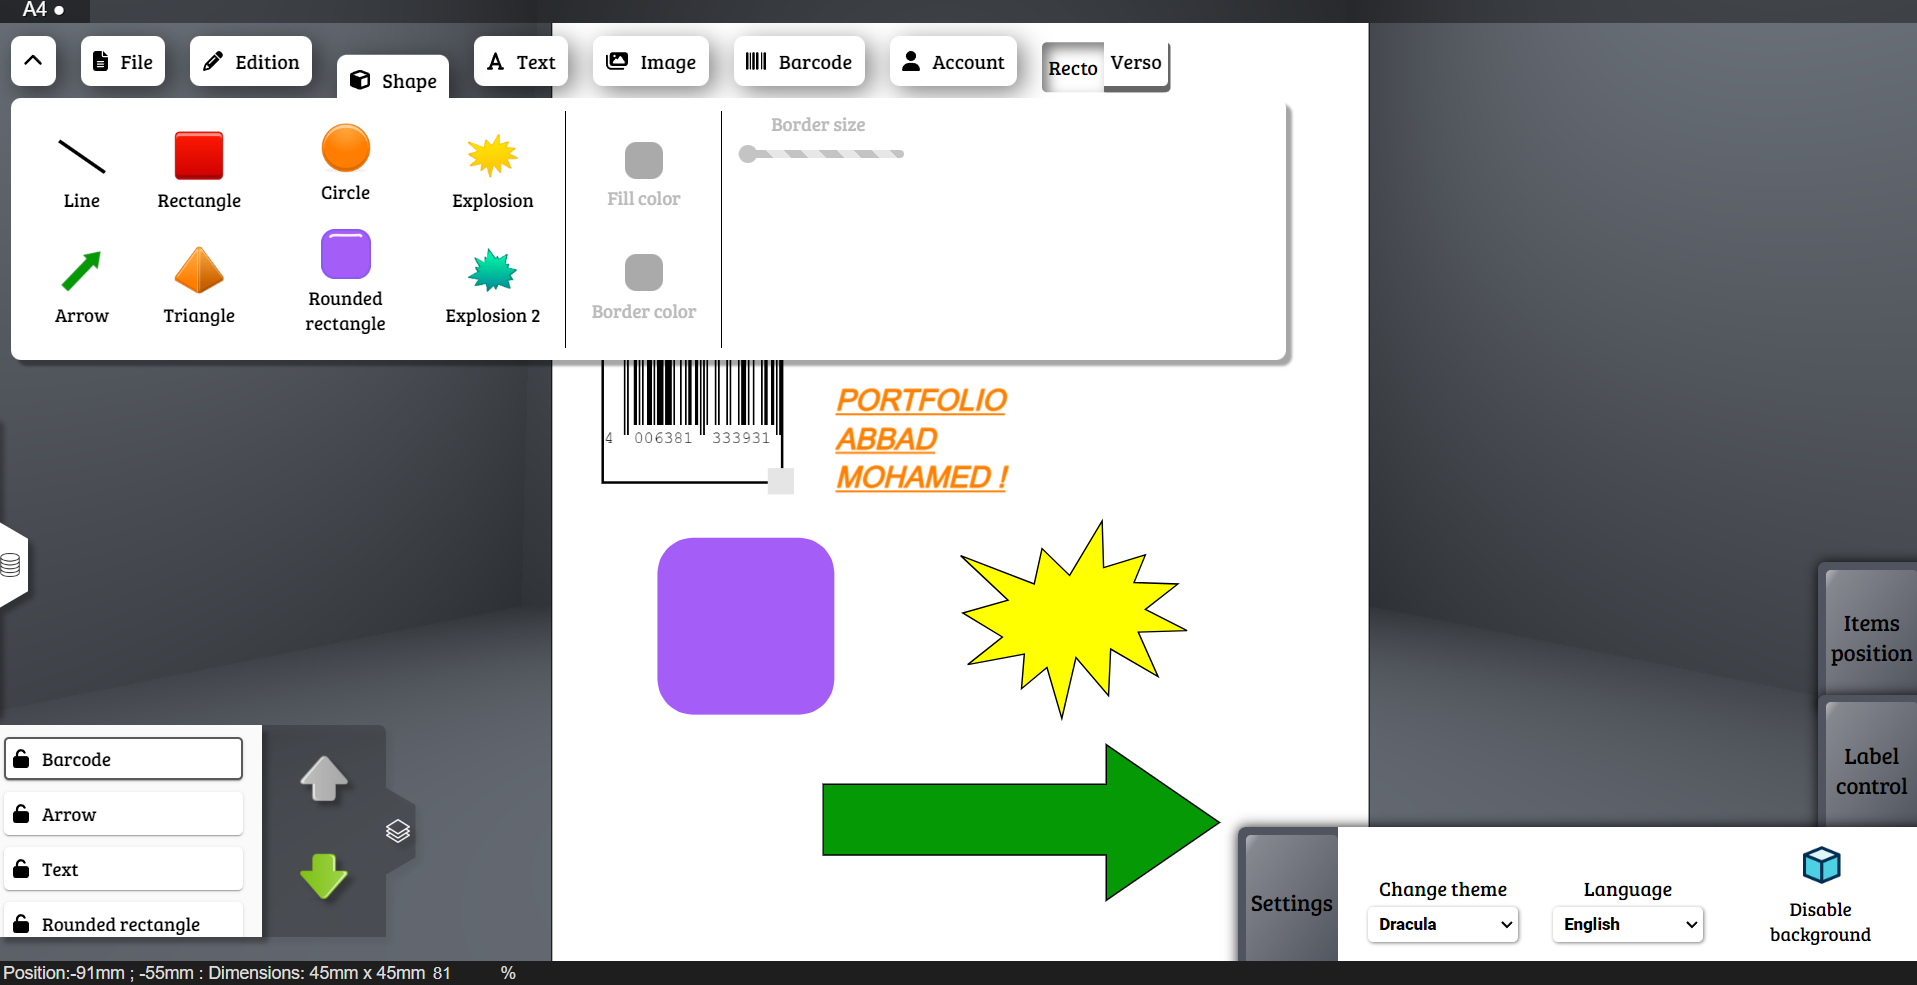 A4 ●
File
Edition
Shape
Text
Image
Barcode
Account
Recto
Verso
Line
Rectangle
Circle
Explosion
Arrow
Triangle
Rounded
rectangle
Explosion 2
Fill color
Border color
Border size
4 006381 333931
PORTFOLIO
ABBAD
MOHAMED !
Items
position
Label
control
Barcode
Arrow
Text
Rounded rectangle
Settings
Change theme
Dracula
Language
English
Disable
background
Position:-91mm ; -55mm : Dimensions: 45mm x 45mm 81 %